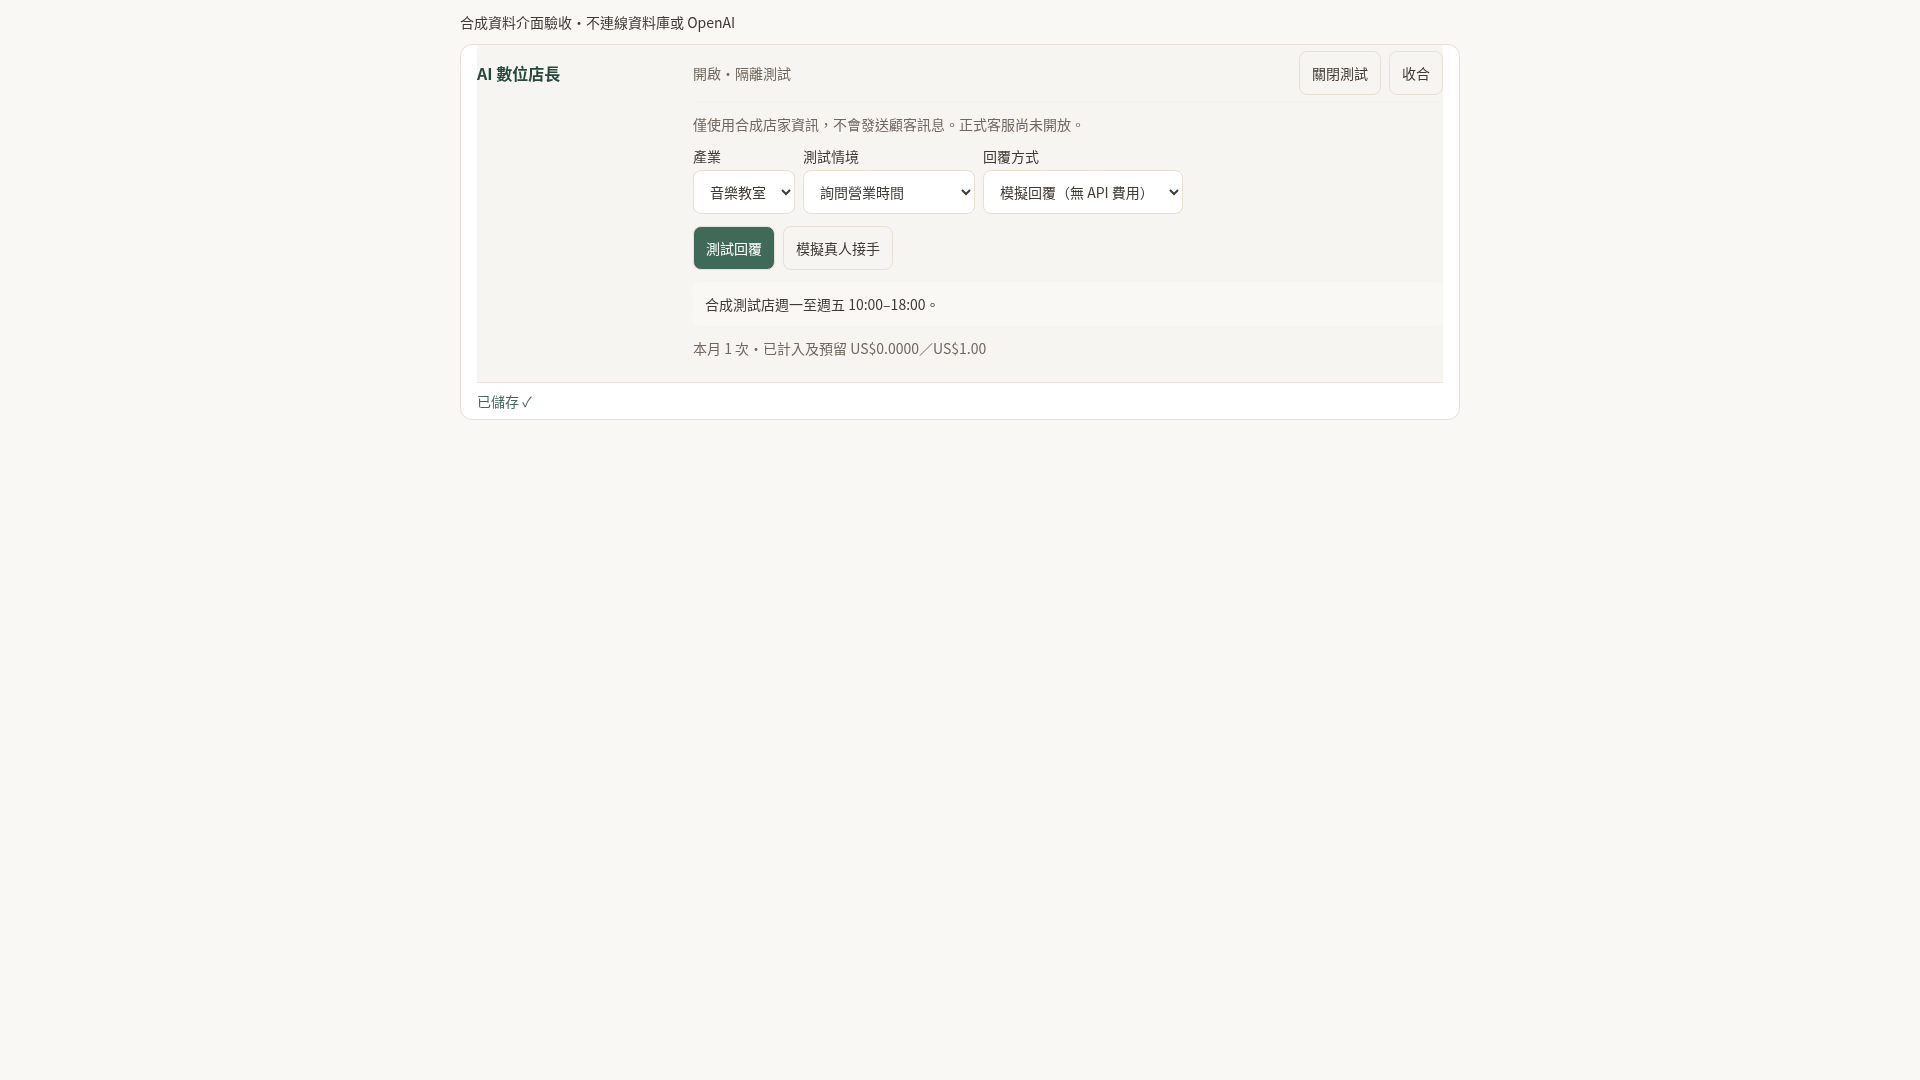 合成資料介面驗收・不連線資料庫或 OpenAI
AI 數位店長
開啟・隔離測試
關閉測試
收合
僅使用合成店家資訊，不會發送顧客訊息。正式客服尚未開放。
產業
測試情境
回覆方式
音樂教室
詢問營業時間
模擬回覆（無 API 費用）
測試回覆
模擬真人接手
合成測試店週一至週五 10:00–18:00。
本月 1 次・已計入及預留 US$0.0000／US$1.00
已儲存 ✓